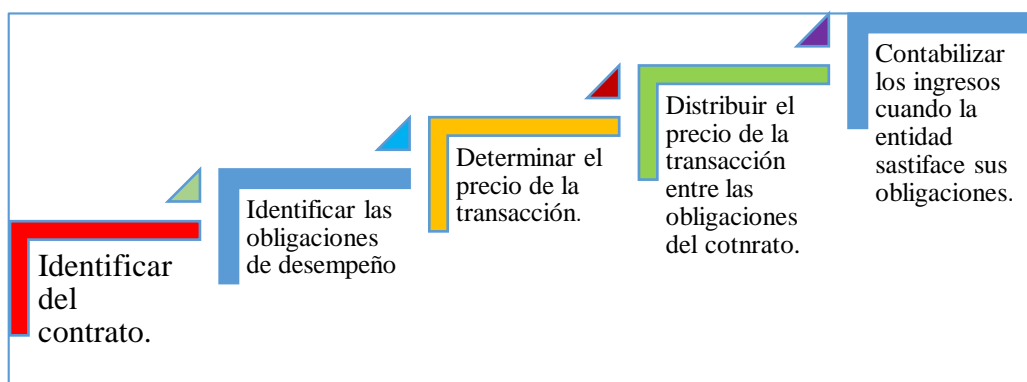 Identificar
del
contrato.
Identificar las
obligaciones
de desempeño
Determinar el
precio de la
transacción.
Distribuir el
precio de la
transacción
entre las
obligaciones
del cotnrato.
Contabilizar
los ingresos
cuando la
entidad
sastiface sus
obligaciones.